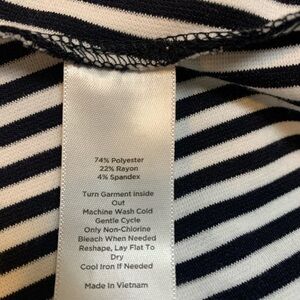 74% Polyester
22% Rayon
4% Spandex
Turn Garment Inside
Out
Machine Wash Cold
Gentle Cycle
Only Non-Chlorine
Bleach When Needed
Reshape, Lay Flat To
Dry
Cool Iron If Needed
Made In Vietnam